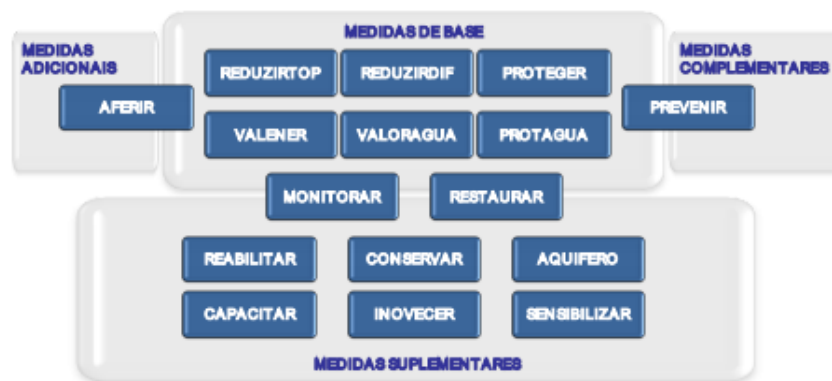 MEDIDAS DE BASE
MEDIDAS
ADICIONAIS
MEDIDAS
COMPLEMENTARES
REDUZIRTOP
REDUZIRDIF
PROTEGER
AFERIR
PREVENIR
VALENER
VALORAGUA
PROTAGUA
MONITORAR
RESTAURAR
REABILITAR
CONSERVAR
AQUIFERO
CAPACITAR
INOVECER
SENSIBILIZAR
MEDIDAS SUPLEMENTARES